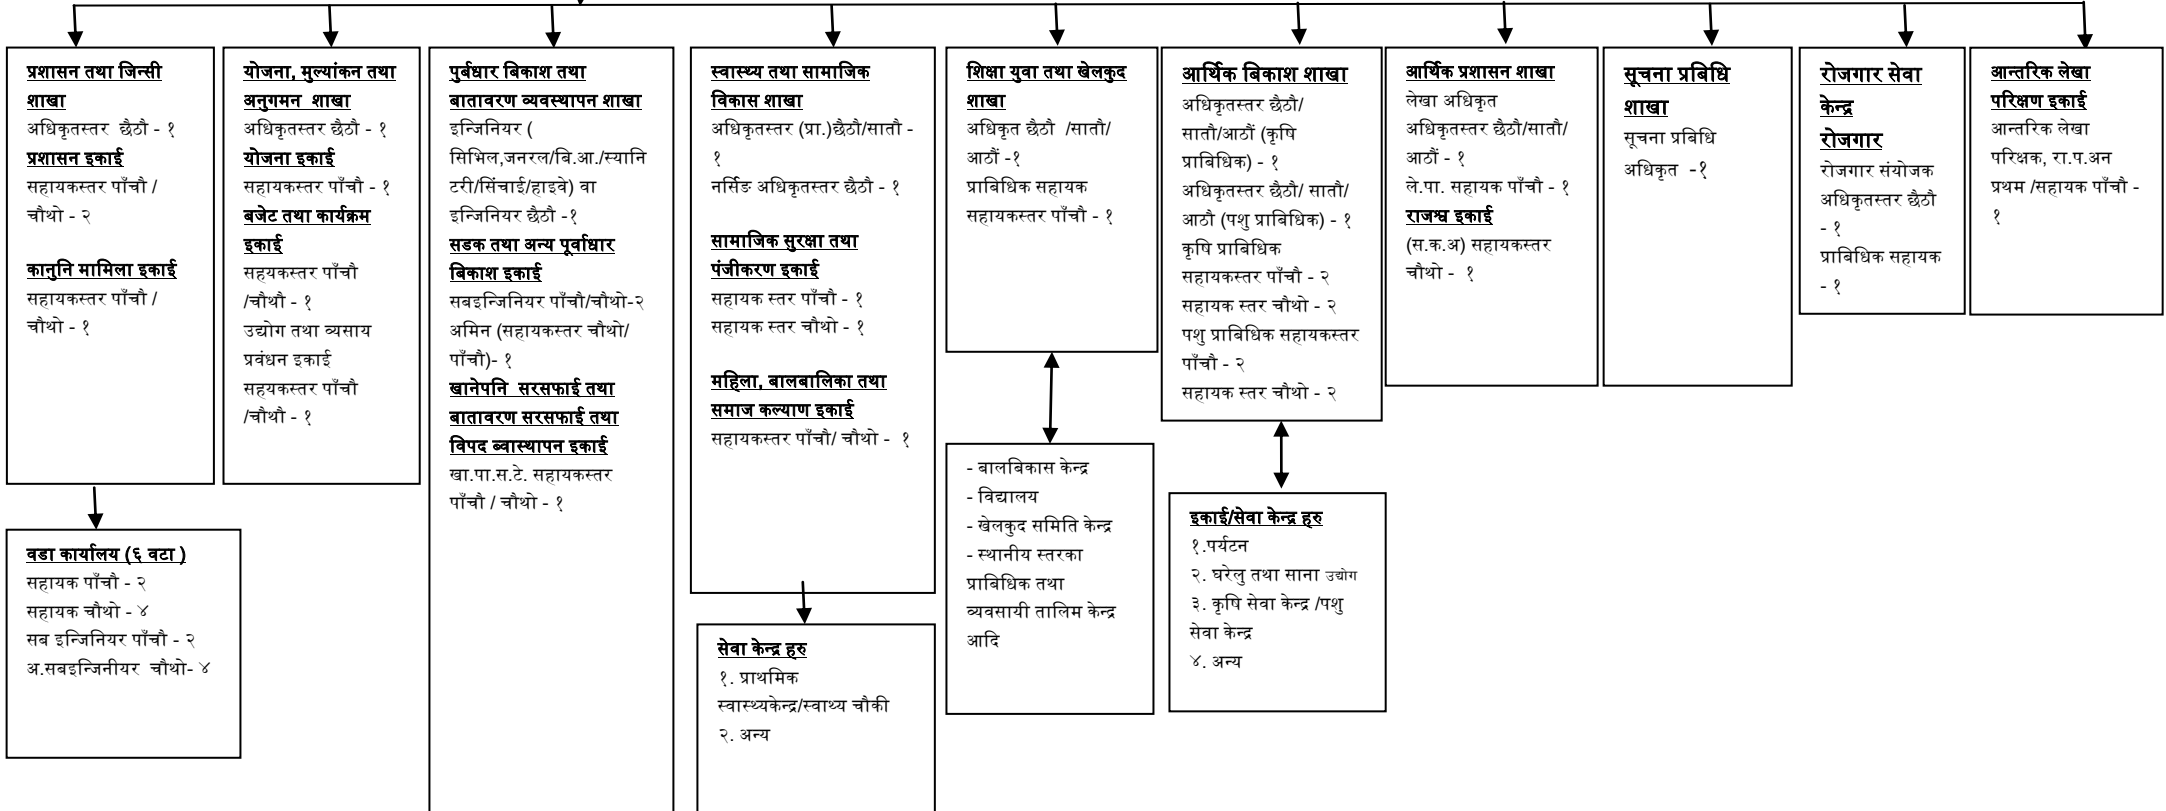 प्रशासन तथा जिन्सी
शाखा
अधिकृतस्तर छैठौ - १
प्रशासन इकाई
सहायकस्तर पाँचौ /
चौथो - २
कानुनि मामिला इकाई
सहायकस्तर पाँचौ /
चौथो - १
वडा कार्यालय (६ वटा )
सहायक पाँचौ - २
सहायक चौथो - ४
सब इन्जिनियर पाँचौ - २
अ.सबइन्जिनीयर चौथो- ४
योजना, मुल्यांकन तथा
अनुगमन शाखा
अधिकृतस्तर छैठौ - १
योजना इकाई
सहायकस्तर पाँचौ - १
बजेट तथा कार्यक्रम
इकाई
सहयकस्तर पाँचौ
/चौथौ - १
उद्योग तथा व्यसाय
प्रवंधन इकाई
सहयकस्तर पाँचौ
/चौथौ - १
पुर्बधार बिकाश तथा
बातावरण व्यवस्थापन शाखा
इन्जिनियर (
सिभिल,जनरल/बि.आ./स्यानि
टरी/सिंचाई/हाइवे) वा
इन्जिनियर छैठौ -१
सडक तथा अन्य पूर्वाधार
बिकाश इकाई
सबइन्जिनियर पाँचौ/चौथो-२
अमिन (सहायकस्तर चौथो/
पाँचौ)- १
खानेपनि सरसफाई तथा
बातावरण सरसफाई तथा
विपद ब्वास्थापन इकाई
खा.पा.स.टे. सहायकस्तर
पाँचौ / चौथो - १
स्वास्थ्य तथा सामाजिक
विकास शाखा
अधिकृतस्तर (प्रा.)छैठौ/सातौ -
१
नर्सिङ अधिकृतस्तर छैठौ - १
सामाजिक सुरक्षा तथा
पंजीकरण इकाई
सहायक स्तर पाँचौ - १
सहायक स्तर चौथो - १
महिला, बालबालिका तथा
समाज कल्याण इकाई
सहायकस्तर पाँचौ/ चौथो - १
सेवा केन्द्र हरु
१. प्राथमिक
स्वास्थ्यकेन्द्र/स्वाथ्य चौकी
२. अन्य
शिक्षा युवा तथा खेलकुद
शाखा
अधिकृत छैठौ /सातौ/
आठौं -१
प्राबिधिक सहायक
सहायकस्तर पाँचौ - १
- बालबिकास केन्द्र
- विद्यालय
- खेलकुद समिति केन्द्र
- स्थानीय स्तरका
प्राबिधिक तथा
व्यवसायी तालिम केन्द्र
आदि
आर्थिक बिकाश शाखा
अधिकृतस्तर छैठौ/
सातौ/आठौं (कृषि
प्राबिधिक) - १
अधिकृतस्तर छैठौ/ सातौ/
आठौ (पशु प्राबिधिक) - १
कृषि प्राबिधिक
सहायकस्तर पाँचौ - २
सहायक स्तर चौथो - २
पशु प्राबिधिक सहायकस्तर
पाँचौ - २
सहायक स्तर चौथो - २
इकाई/सेवा केन्द्र हरु
१.पर्यटन
२. घरेलु तथा साना उद्योग
३. कृषि सेवा केन्द्र /पशु
सेवा केन्द्र
४. अन्य
आर्थिक प्रशासन शाखा
लेखा अधिकृत
अधिकृतस्तर छैठौ/सातौ/
आठौं - १
ले.पा. सहायक पाँचौ - १
राजश्व इकाई
(स.क.अ) सहायकस्तर
चौथो - १
सूचना प्रबिधि
शाखा
सूचना प्रबिधि
अधिकृत -१
रोजगार सेवा
केन्द्र
रोजगार
रोजगार संयोजक
अधिकृतस्तर छैठौ
- १
प्राबिधिक सहायक
- १
आन्तरिक लेखा
परिक्षण इकाई
आन्तरिक लेखा
परिक्षक, रा.प.अन
प्रथम /सहायक पाँचौ -
१